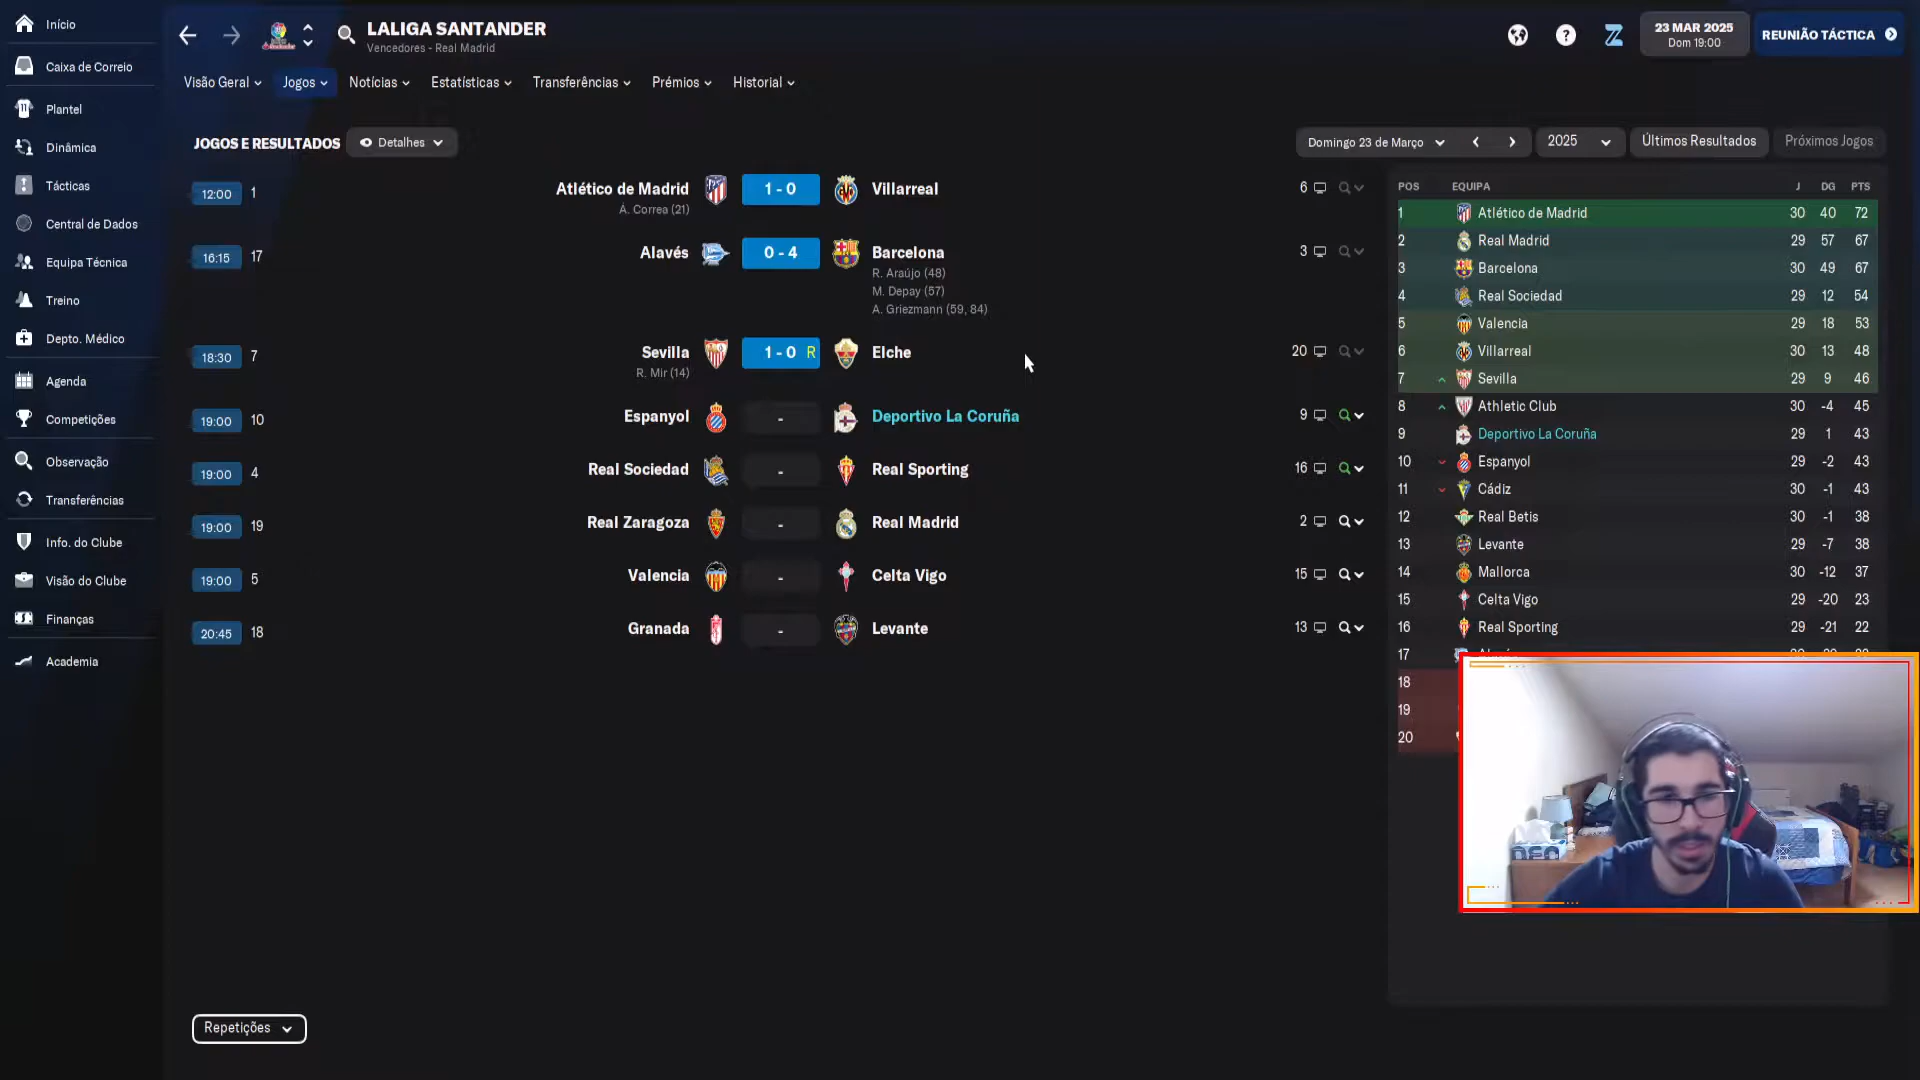 Início
Caixa de Correio
Plantel
Dinâmica
Tácticas
Central de Dados
Equipa Técnica
Treino
Depto. Médico
Agenda
Competições
Observação
Transferências
Info. do Clube
Visão do Clube
Finanças
Academia
LALIGA SANTANDER
Vencedores - Real Madrid
23 MAR 2025
Dom 19:00
REUNIÃO TÁCTICA
Visão Geral
Jogos
Notícias
Estatísticas
Transferências
Prémios
Historial
JOGOS E RESULTADOS
Detalhes
Domingo 23 de Março
2025
Últimos Resultados
Próximos Jogos
12:00 1 Atlético de Madrid 1 - 0 Villarreal 6
Á. Correa (21)
16:15 17 Alavés 0 - 4 Barcelona 3
R. Araújo (48)
M. Depay (57)
A. Griezmann (59, 84)
18:30 7 Sevilla 1 - 0 R Elche 20
R. Mir (14)
19:00 10 Espanyol - Deportivo La Coruña 9
19:00 4 Real Sociedad - Real Sporting 16
19:00 19 Real Zaragoza - Real Madrid 2
19:00 5 Valencia - Celta Vigo 15
20:45 18 Granada - Levante 13
POS EQUIPA J DG PTS
1 Atlético de Madrid 30 40 72
2 Real Madrid 29 57 67
3 Barcelona 30 49 67
4 Real Sociedad 29 12 54
5 Valencia 29 18 53
6 Villarreal 30 13 48
7 Sevilla 29 9 46
8 Athletic Club 30 -4 45
9 Deportivo La Coruña 29 1 43
10 Espanyol 29 -2 43
11 Cádiz 30 -1 43
12 Real Betis 30 -1 38
13 Levante 29 -7 38
14 Mallorca 30 -12 37
15 Celta Vigo 29 -20 23
16 Real Sporting 29 -21 22
17
18
19
20
Repetições